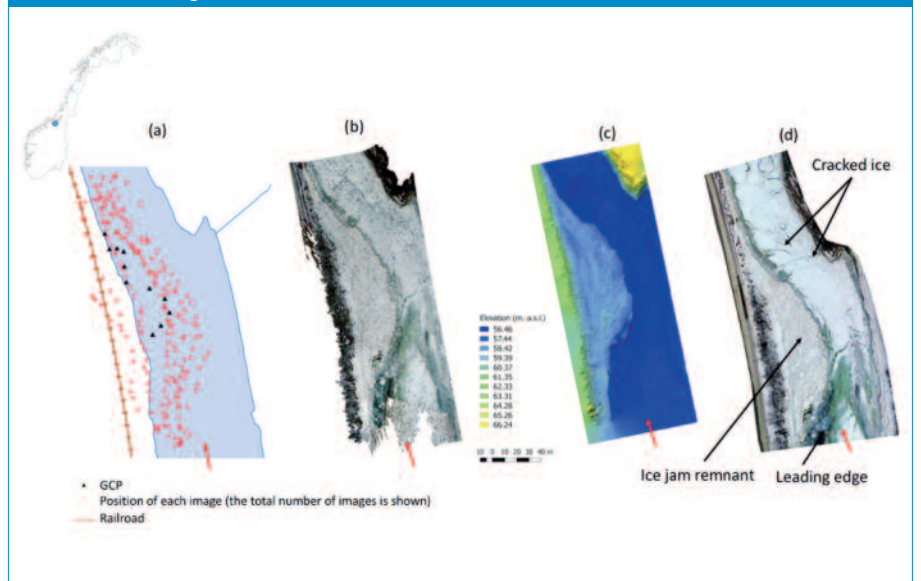 (a)
(b)
(c)
(d)
Cracked ice
Elevation (m. a.s.l.)
56.46
57.44
58.42
59.39
60.37
61.35
62.33
63.31
64.28
65.26
66.24
10 0 10 20 30 40 m
Ice jam remnant
Leading edge
GCP
Position of each image (the total number of images is shown)
Railroad